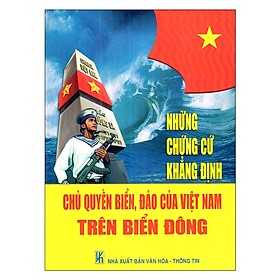 NHỮNG
CHỨNG CỨ
KHẲNG ĐỊNH
CHỦ QUYỀN BIỂN, ĐẢO CỦA VIỆT NAM
TRÊN BIỂN ĐÔNG
NHÀ XUẤT BẢN VĂN HÓA - THÔNG TIN